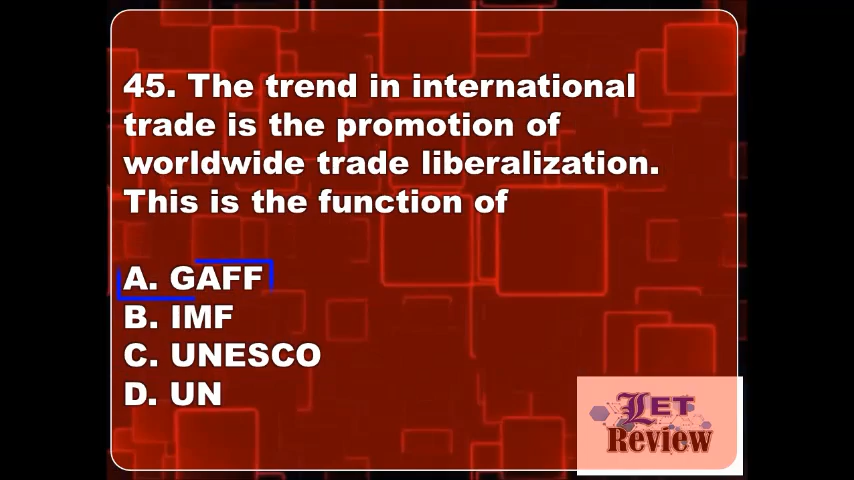 45. The trend in international
trade is the promotion of
worldwide trade liberalization.
This is the function of
A. GAFF
B. IMF
C. UNESCO
D. UN
LET
Review